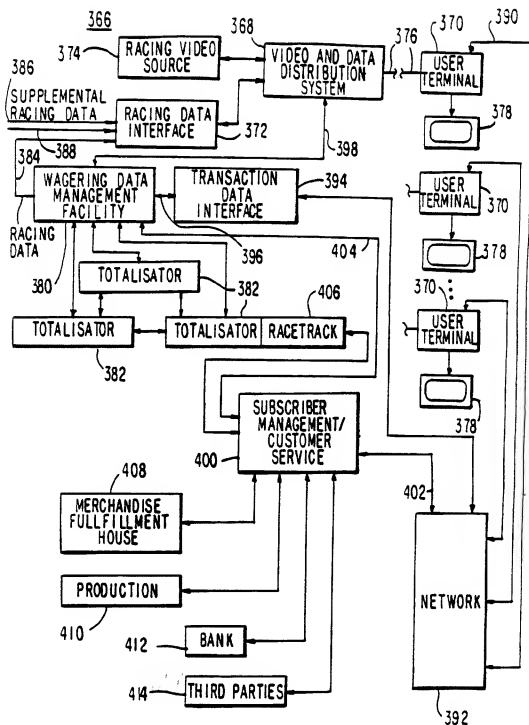 366
374
RACING VIDEO
SOURCE
368
VIDEO AND DATA
DISTRIBUTION
SYSTEM
376
370
390
USER
TERMINAL
378
386
SUPPLEMENTAL
RACING DATA
388
384
RACING DATA
INTERFACE
372
398
WAGERING DATA
MANAGEMENT
FACILITY
TRANSACTION
DATA
INTERFACE
394
396
404
RACING
DATA
380
USER
TERMINAL
370
378
TOTALISATOR
382
406
370
TOTALISATOR
382
TOTALISATOR
RACETRACK
USER
TERMINAL
378
SUBSCRIBER
MANAGEMENT/
CUSTOMER
SERVICE
400
402
408
MERCHANDISE
FULLFILLMENT
HOUSE
PRODUCTION
410
412
BANK
414
THIRD PARTIES
NETWORK
392